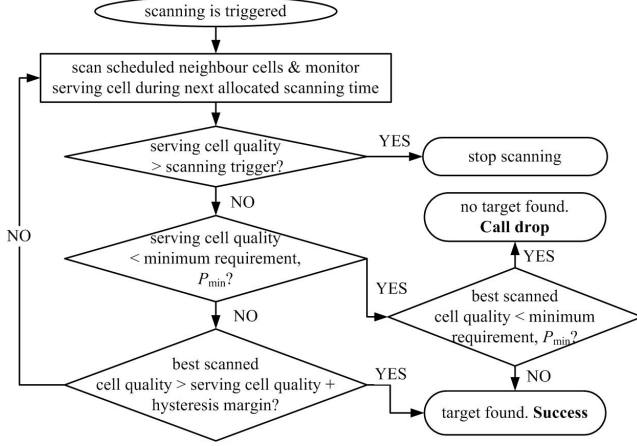 scanning is triggered
scan scheduled neighbour cells & monitor
serving cell during next allocated scanning time
serving cell quality
> scanning trigger?
YES
stop scanning
NO
serving cell quality
< minimum requirement,
Pmin?
YES
no target found.
Call drop
YES
best scanned
cell quality < minimum
requirement, Pmin?
NO
NO
NO
best scanned
cell quality > serving cell quality +
hysteresis margin?
YES
target found. Success